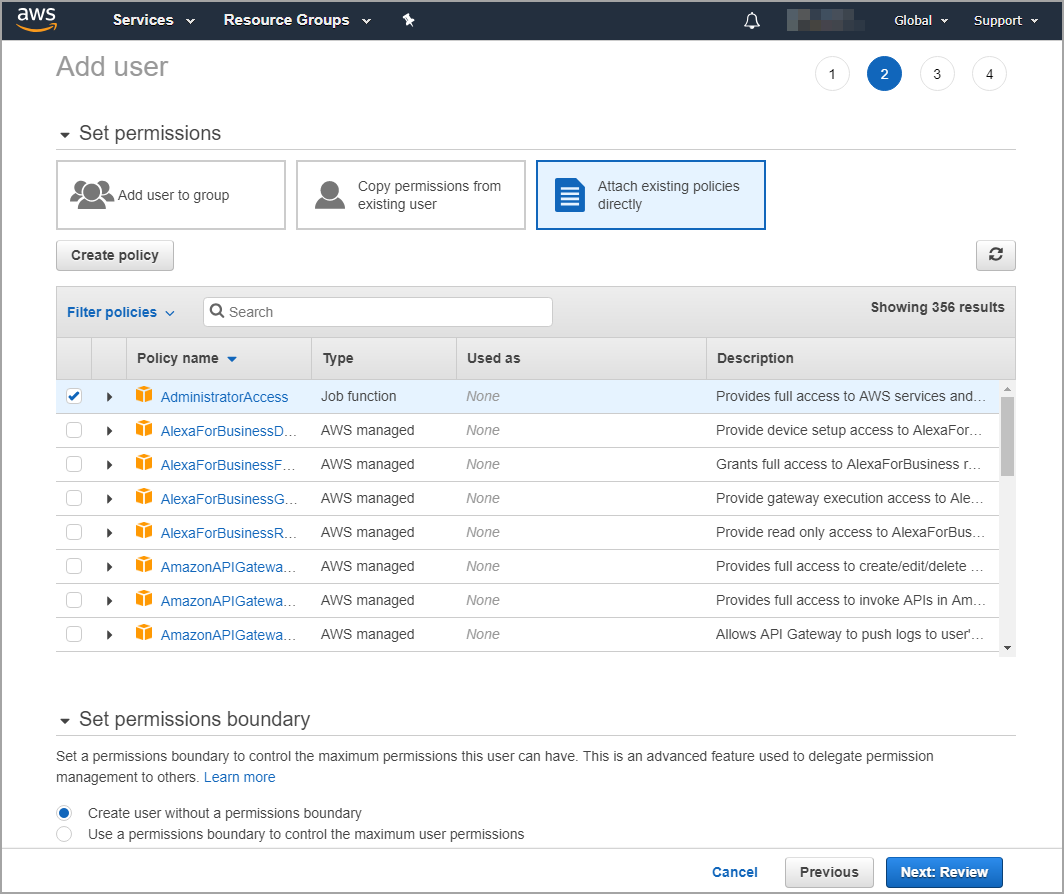 aws Services Resource Groups Global Support
Add user
1 2 3 4
Set permissions
Add user to group
Copy permissions from
existing user
Attach existing policies
directly
Create policy
Filter policies Search Showing 356 results
Policy name Type Used as Description
AdministratorAccess Job function None Provides full access to AWS services and…
AlexaForBusinessD… AWS managed None Provide device setup access to AlexaFor…
AlexaForBusinessF… AWS managed None Grants full access to AlexaForBusiness r…
AlexaForBusinessG… AWS managed None Provide gateway execution access to Ale…
AlexaForBusinessR… AWS managed None Provide read only access to AlexaForBus…
AmazonAPIGatewa… AWS managed None Provides full access to create/edit/delete …
AmazonAPIGatewa… AWS managed None Provides full access to invoke APIs in Am…
AmazonAPIGatewa… AWS managed None Allows API Gateway to push logs to user'…
Set permissions boundary
Set a permissions boundary to control the maximum permissions this user can have. This is an advanced feature used to delegate permission
management to others. Learn more
Create user without a permissions boundary
Use a permissions boundary to control the maximum user permissions
Cancel Previous Next: Review